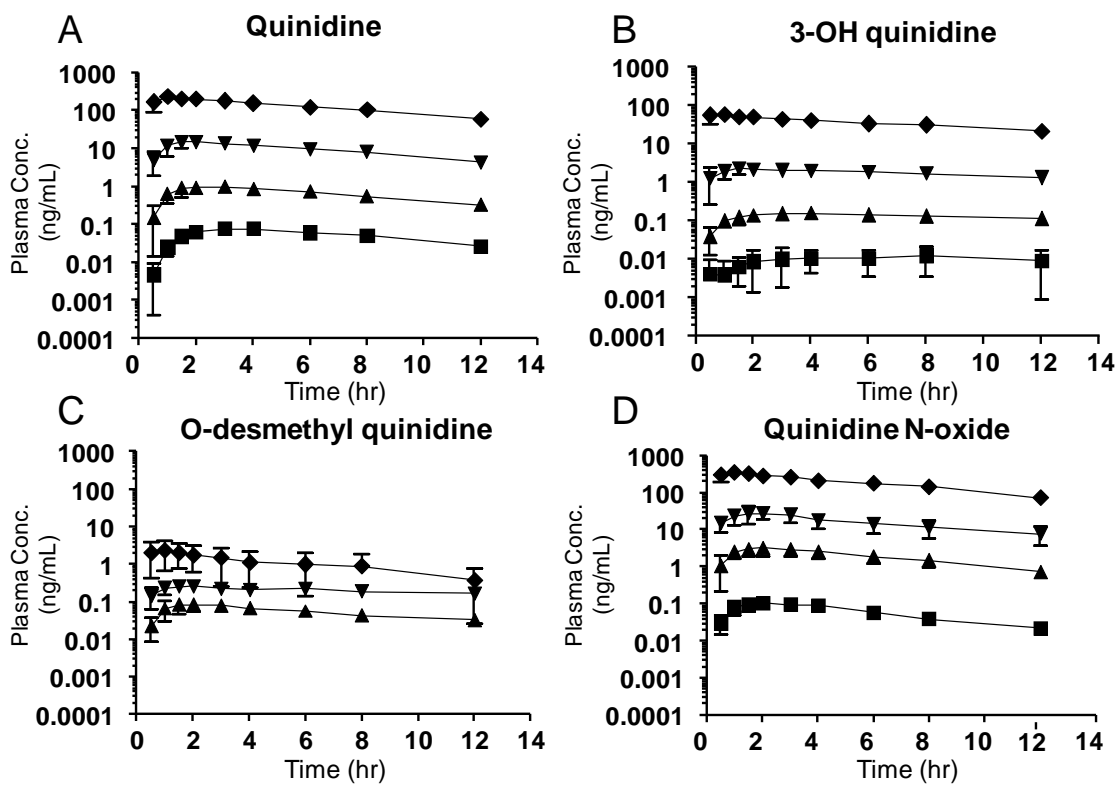 A
Quinidine
Plasma Conc.
(ng/mL)
1000
100
10
1
0.1
0.01
0.001
0.0001
0 2 4 6 8 10 12 14
Time (hr)
B
3-OH quinidine
Plasma Conc.
(ng/mL)
1000
100
10
1
0.1
0.01
0.001
0.0001
0 2 4 6 8 10 12 14
Time (hr)
C
O-desmethyl quinidine
Plasma Conc.
(ng/mL)
1000
100
10
1
0.1
0.01
0.001
0.0001
0 2 4 6 8 10 12 14
Time (hr)
D
Quinidine N-oxide
Plasma Conc.
(ng/mL)
1000
100
10
1
0.1
0.01
0.001
0.0001
0 2 4 6 8 10 12 14
Time (hr)